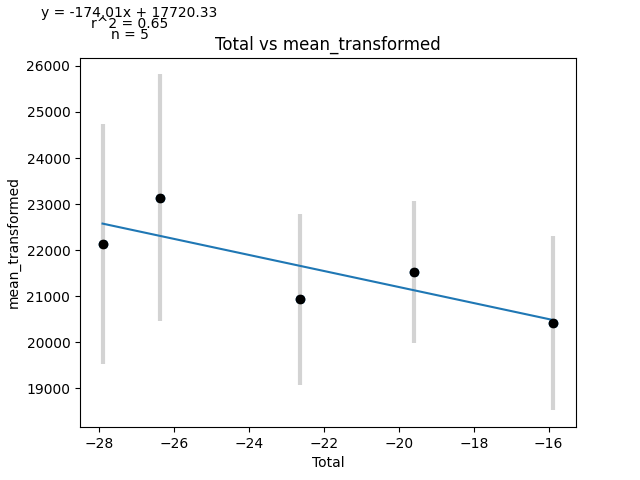 y = -174.01x + 17720.33
r^2 = 0.65
n = 5
Total vs mean_transformed
26000
25000
24000
23000
22000
21000
20000
19000
mean_transformed
−28
−26
−24
−22
−20
−18
−16
Total